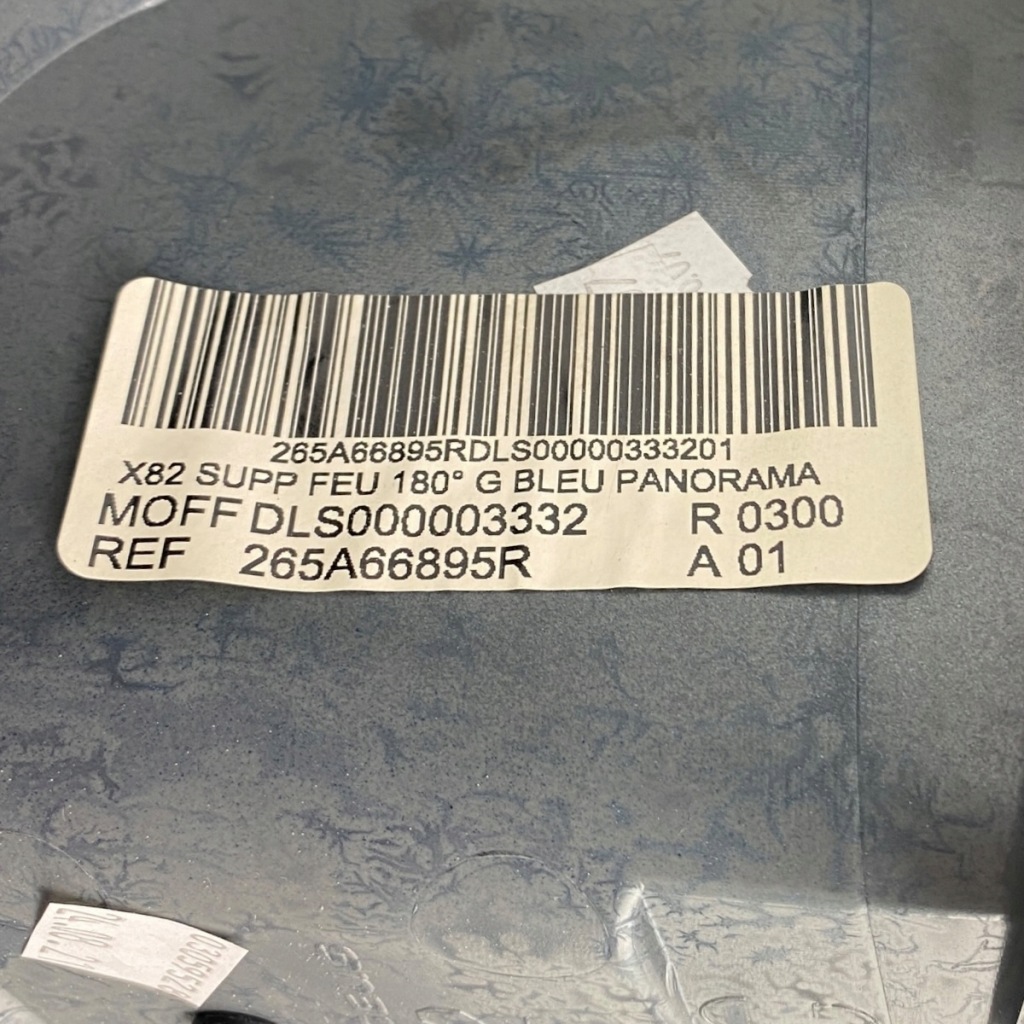 265A66895RDLS00000333201
X82 SUPP FEU 180° G BLEU PANORAMA
MOFF DLS000003332 R 0300
REF 265A66895R A 01